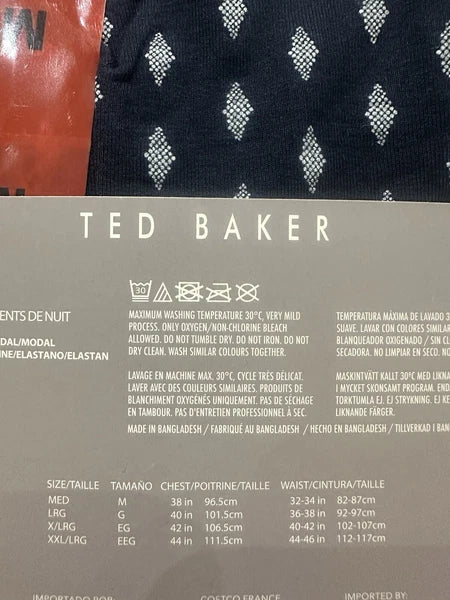 M
TED BAKER
30
ENTS DE NUIT
DAL/MODAL
NE/ELASTANO/ELASTAN
MAXIMUM WASHING TEMPERATURE 30°C, VERY MILD
PROCESS. ONLY OXYGEN/NON-CHLORINE BLEACH
ALLOWED. DO NOT TUMBLE DRY. DO NOT IRON. DO NOT
DRY CLEAN. WASH SIMILAR COLOURS TOGETHER.
TEMPERATURA MÁXIMA DE LAVADO 3
SUAVE. LAVAR CON COLORES SIMILAR
BLANQUEADOR OXIGENADO / SIN CL
SECADORA. NO LIMPIAR EN SECO. NO
LAVAGE EN MACHINE MAX. 30°C, CYCLE TRÈS DÉLICAT.
LAVER AVEC DES COULEURS SIMILAIRES. PRODUITS DE
BLANCHIMENT OXYGÉNÉS UNIQUEMENT. PAS DE SÉCHAGE
EN TAMBOUR. PAS D'ENTRETIEN PROFESSIONNEL À SEC.
MASKINTVÄTT KALLT 30°C MED LIKNA
I MYCKET SKONSAMT PROGRAM. ENDA
TORKTUMLA EJ. EJ STRYKNING. EJ KE
LIKNANDE FÄRGER.
MADE IN BANGLADESH / FABRIQUÉ AU BANGLADESH / HECHO EN BANGLADESH / TILLVERKAD I BAN
SIZE/TAILLE TAMAÑO CHEST/POITRINE/TAILLE WAIST/CINTURA/TAILLE
MED M 38 in 96.5cm 32-34 in 82-87cm
LRG G 40 in 101.5cm 36-38 in 92-97cm
X/LRG EG 42 in 106.5cm 40-42 in 102-107cm
XXL/LRG EEG 44 in 111.5cm 44-46 in 112-117cm
IMPORTADO POR: COSTCO FRANCE IMPORTED BY: